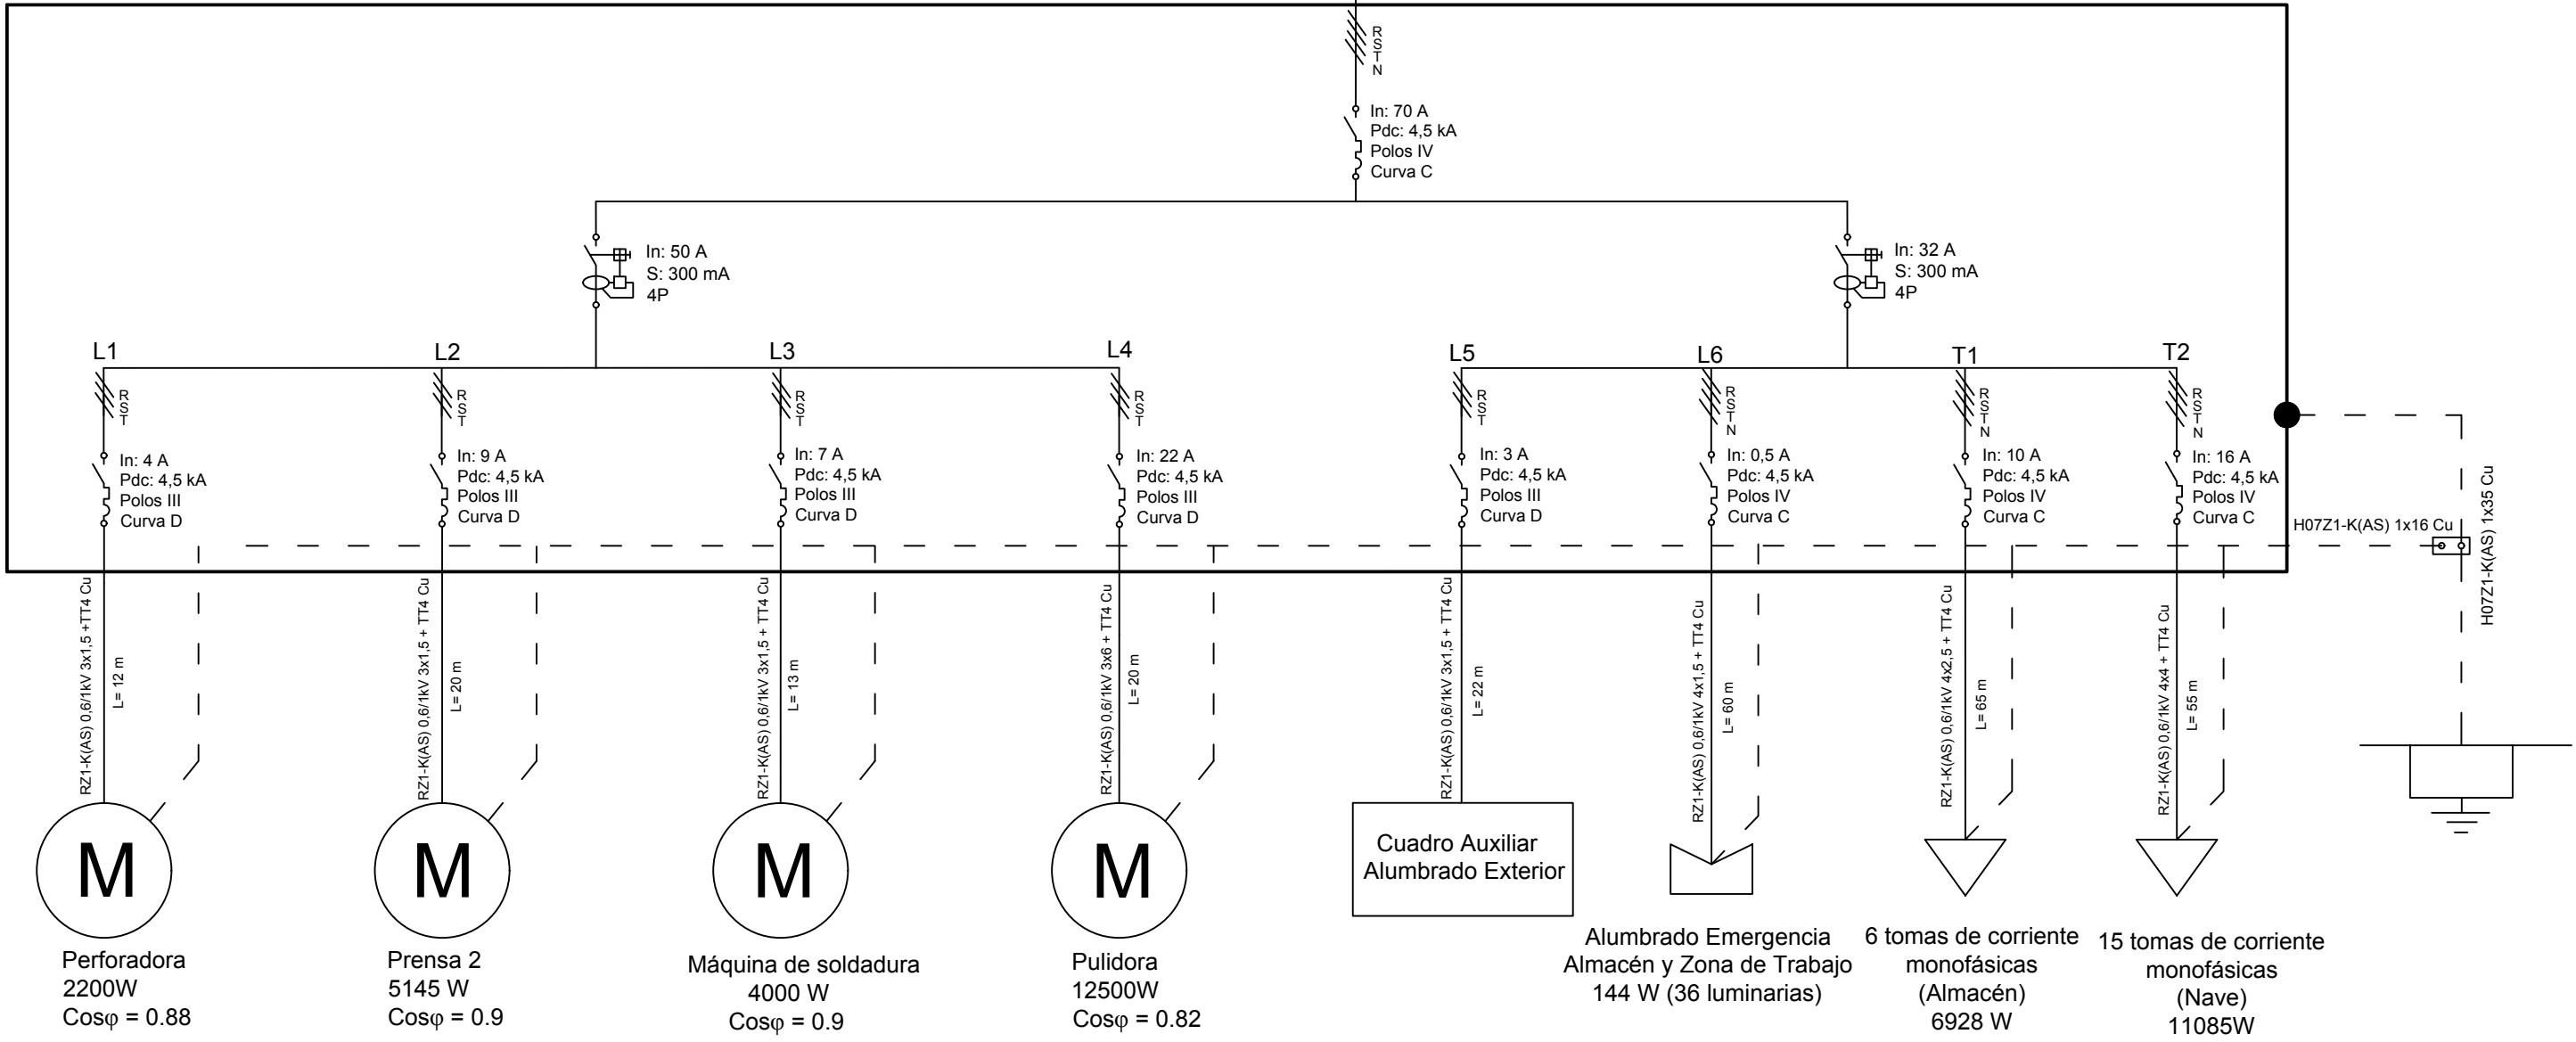 R
S
T
N
In: 70 A
Pdc: 4,5 kA
Polos IV
Curva C
In: 50 A
S: 300 mA
4P
In: 32 A
S: 300 mA
4P
L1
L2
L3
L4
L5
L6
T1
T2
R
S
T
R
S
T
R
S
T
R
S
T
R
S
T
R
S
T
N
R
S
T
N
R
S
T
N
In: 4 A
Pdc: 4,5 kA
Polos III
Curva D
In: 9 A
Pdc: 4,5 kA
Polos III
Curva D
In: 7 A
Pdc: 4,5 kA
Polos III
Curva D
In: 22 A
Pdc: 4,5 kA
Polos III
Curva D
In: 3 A
Pdc: 4,5 kA
Polos III
Curva D
In: 0,5 A
Pdc: 4,5 kA
Polos IV
Curva C
In: 10 A
Pdc: 4,5 kA
Polos IV
Curva C
In: 16 A
Pdc: 4,5 kA
Polos IV
Curva C
H07Z1-K(AS) 1x16 Cu
H07Z1-K(AS) 1x35 Cu
RZ1-K(AS) 0,6/1kV 3x1,5 +TT4 Cu
L= 12 m
RZ1-K(AS) 0,6/1kV 3x1,5 + TT4 Cu
L= 20 m
RZ1-K(AS) 0,6/1kV 3x1,5 + TT4 Cu
L= 13 m
RZ1-K(AS) 0,6/1kV 3x6 + TT4 Cu
L= 20 m
RZ1-K(AS) 0,6/1kV 3x1,5 + TT4 Cu
L= 22 m
RZ1-K(AS) 0,6/1kV 4x1,5 + TT4 Cu
L= 60 m
RZ1-K(AS) 0,6/1kV 4x2,5 + TT4 Cu
L= 65 m
RZ1-K(AS) 0,6/1kV 4x4 + TT4 Cu
L= 55 m
M
M
M
M
Cuadro Auxiliar
Alumbrado Exterior
Perforadora
2200W
Cosφ = 0.88
Prensa 2
5145 W
Cosφ = 0.9
Máquina de soldadura
4000 W
Cosφ = 0.9
Pulidora
12500W
Cosφ = 0.82
Alumbrado Emergencia
Almacén y Zona de Trabajo
144 W (36 luminarias)
6 tomas de corriente
monofásicas
(Almacén)
6928 W
15 tomas de corriente
monofásicas
(Nave)
11085W